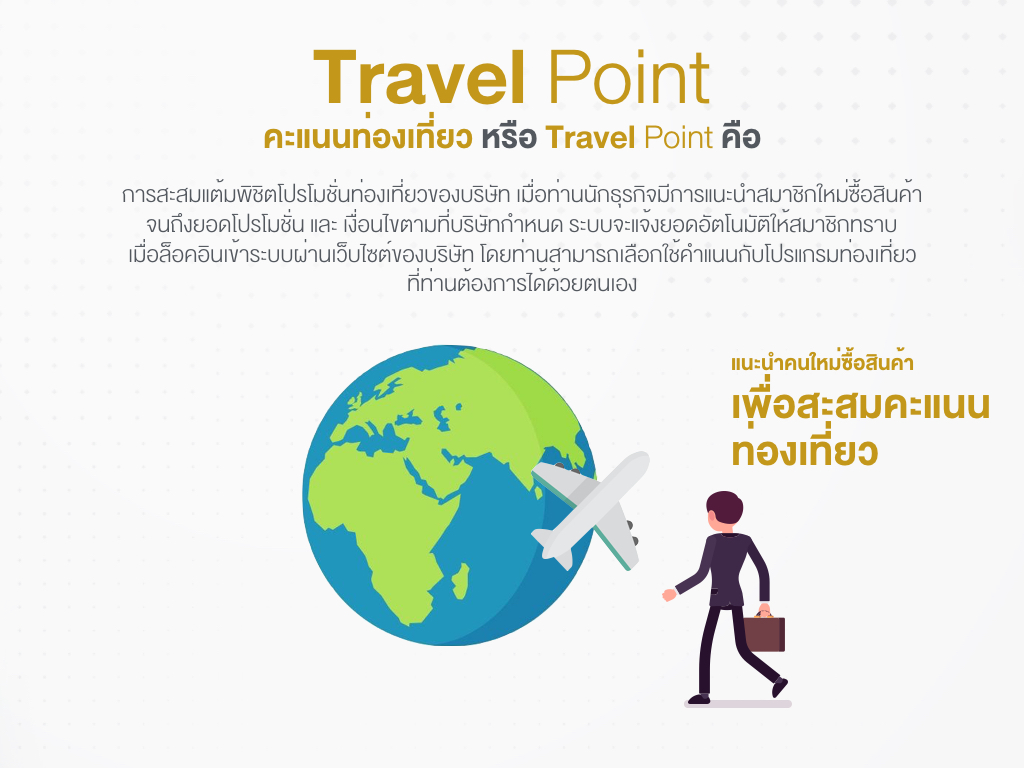 Travel Point
คะแนนท่องเที่ยว หรือ Travel Point คือ
การสะสมแต้มพิชิตโปรโมชั่นท่องเที่ยวของบริษัท เมื่อท่านนักธุรกิจมีการแนะนำสมาชิกใหม่ซื้อสินค้า
จนถึงยอดโปรโมชั่น และ เงื่อนไขตามที่บริษัทกำหนด ระบบจะแจ้งยอดอัตโนมัติให้สมาชิกทราบ
เมื่อล็อคอินเข้าระบบผ่านเว็บไซต์ของบริษัท โดยท่านสามารถเลือกใช้คำแนนกับโปรแกรมท่องเที่ยว
ที่ท่านต้องการได้ด้วยตนเอง
แนะนำคนใหม่ซื้อสินค้า
เพื่อสะสมคะแนน
ท่องเที่ยว